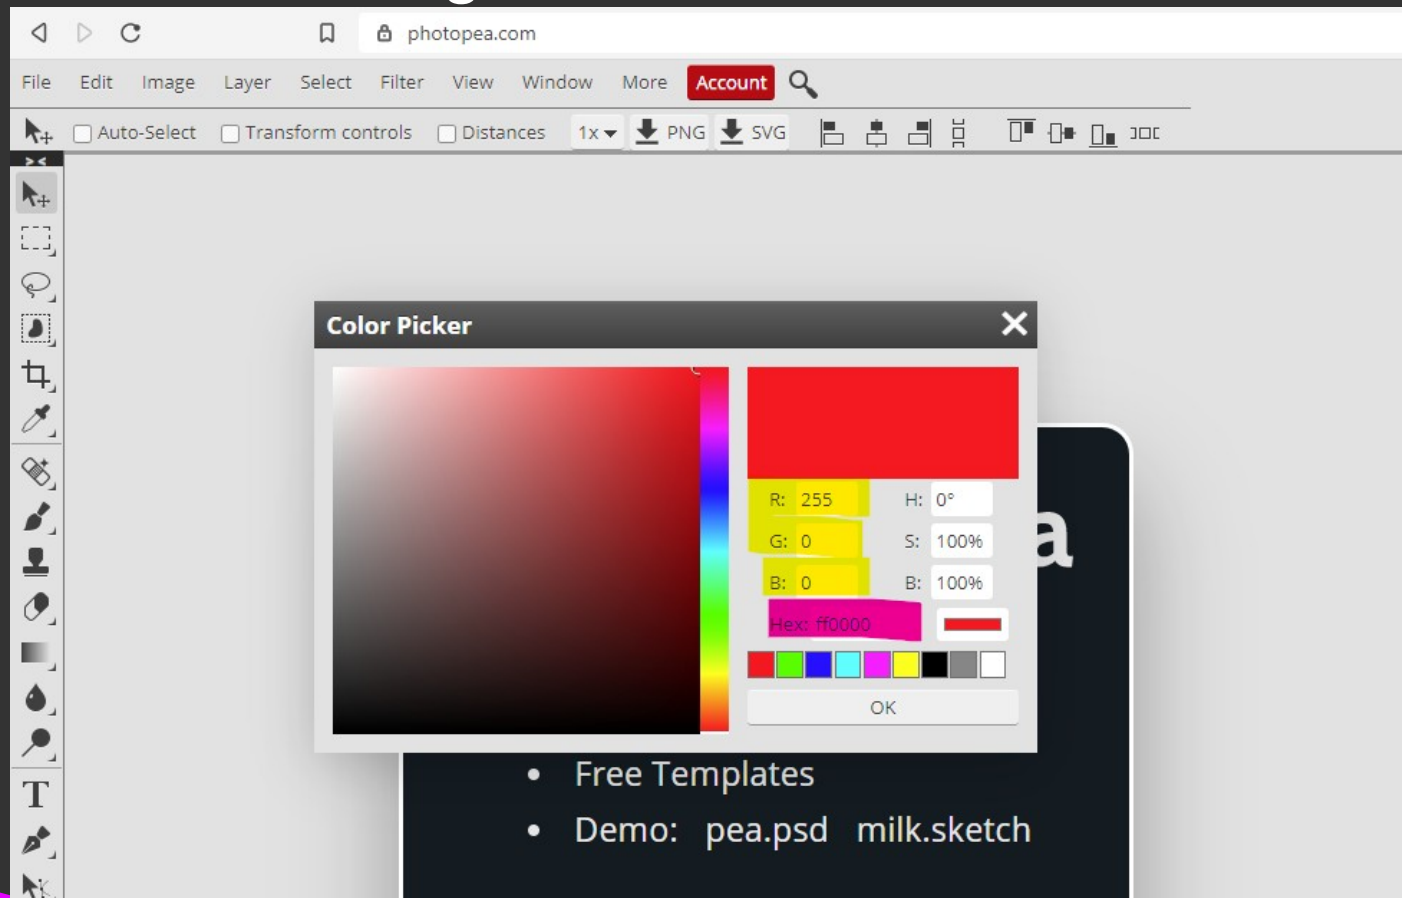 photopea.com
File Edit Image Layer Select Filter View Window More Account
Auto-Select Transform controls Distances 1x PNG SVG
Color Picker
R: 255 H: 0°
G: 0 S: 100%
B: 0 B: 100%
Hex: ff0000
OK
a
• Free Templates
• Demo: pea.psd milk.sketch